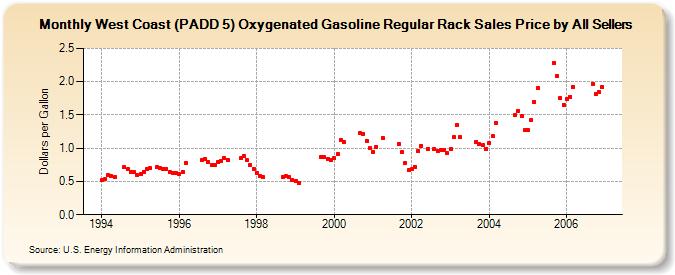 Monthly West Coast (PADD 5) Oxygenated Gasoline Regular Rack Sales Price by All Sellers
Dollars per Gallon
2.5
2.0
1.5
1.0
0.5
0.0
1994 1996 1998 2000 2002 2004 2006
Source: U.S. Energy Information Administration